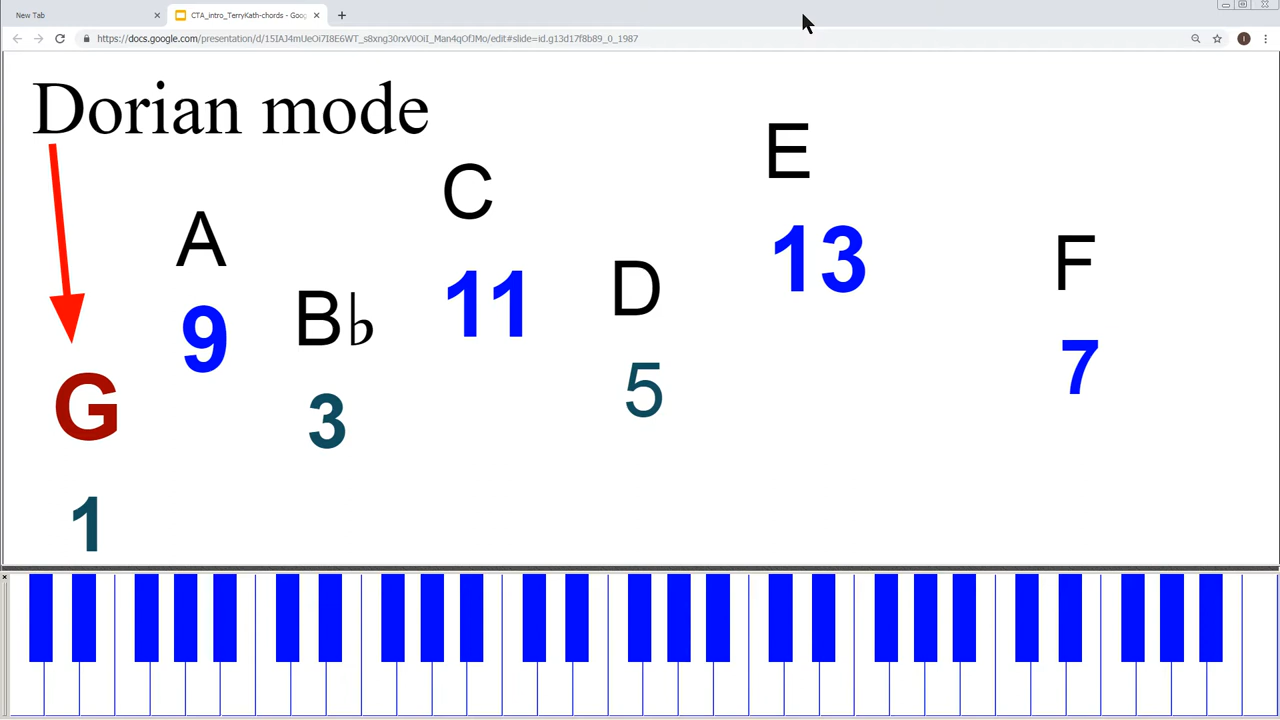 New Tab
CTA_intro_TerryKath-chords - Goog
https://docs.google.com/presentation/d/15IAJ4mUeOi7I8E6WT_s8xng30rxV0OiI_Man4qOfJMo/edit#slide=id.g13d17f8b89_0_1987
I
Dorian mode
G
1
A
9
B♭
3
C
11
D
5
E
13
F
7